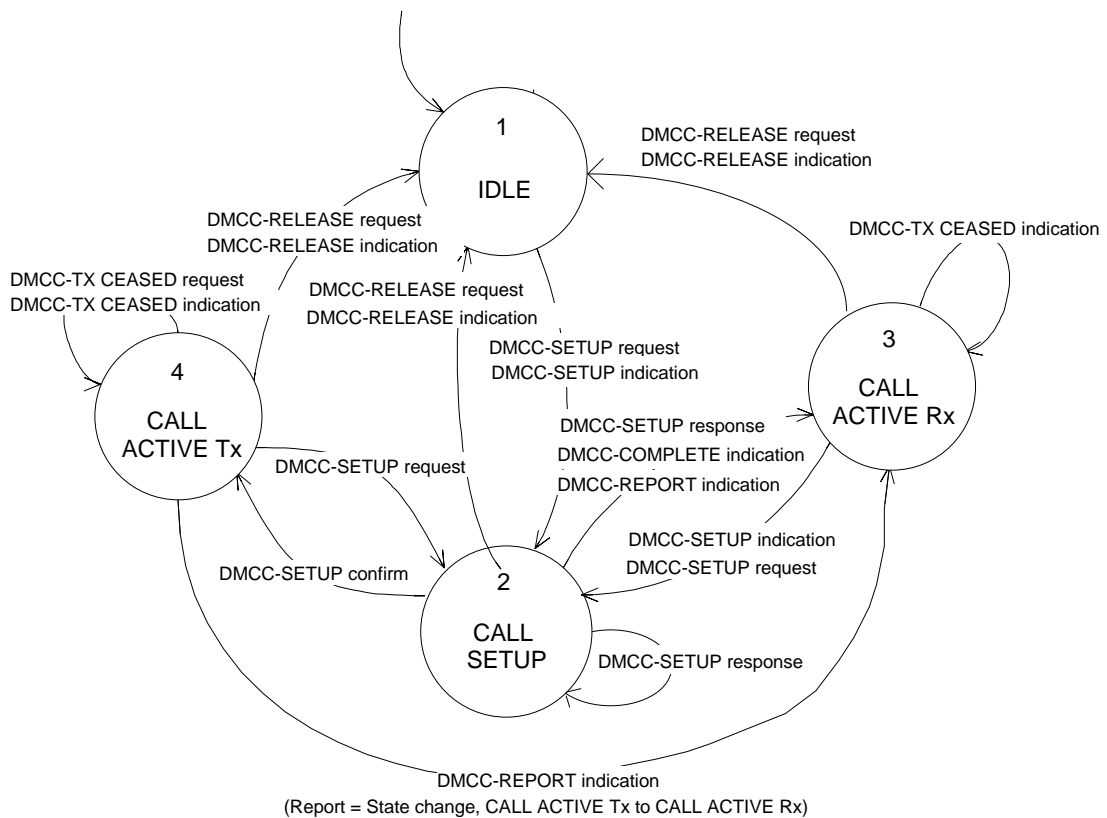 1
IDLE
DMCC-RELEASE request
DMCC-RELEASE indication
DMCC-RELEASE request
DMCC-RELEASE indication
DMCC-TX CEASED indication
DMCC-TX CEASED request
DMCC-TX CEASED indication
DMCC-RELEASE request
DMCC-RELEASE indication
DMCC-SETUP request
DMCC-SETUP indication
3
CALL
ACTIVE Rx
4
CALL
ACTIVE Tx
DMCC-SETUP response
DMCC-COMPLETE indication
DMCC-REPORT indication
DMCC-SETUP request
DMCC-SETUP indication
DMCC-SETUP request
DMCC-SETUP confirm
2
CALL
SETUP
DMCC-SETUP response
DMCC-REPORT indication
(Report = State change, CALL ACTIVE Tx to CALL ACTIVE Rx)